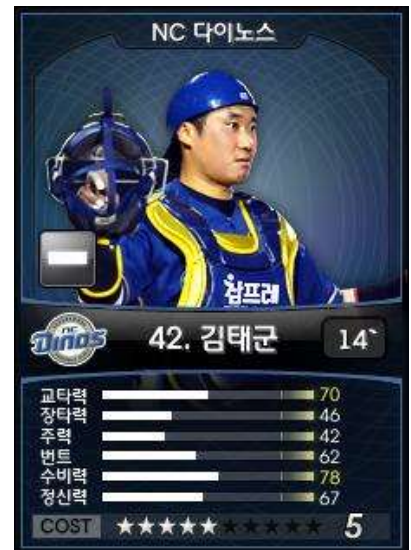 NC 다이노스
NC
DINOS
42. 김태군
14`
교타력 70
장타력 46
주력 42
번트 62
수비력 78
정신력 67
COST ★★★★★★★★★★ 5